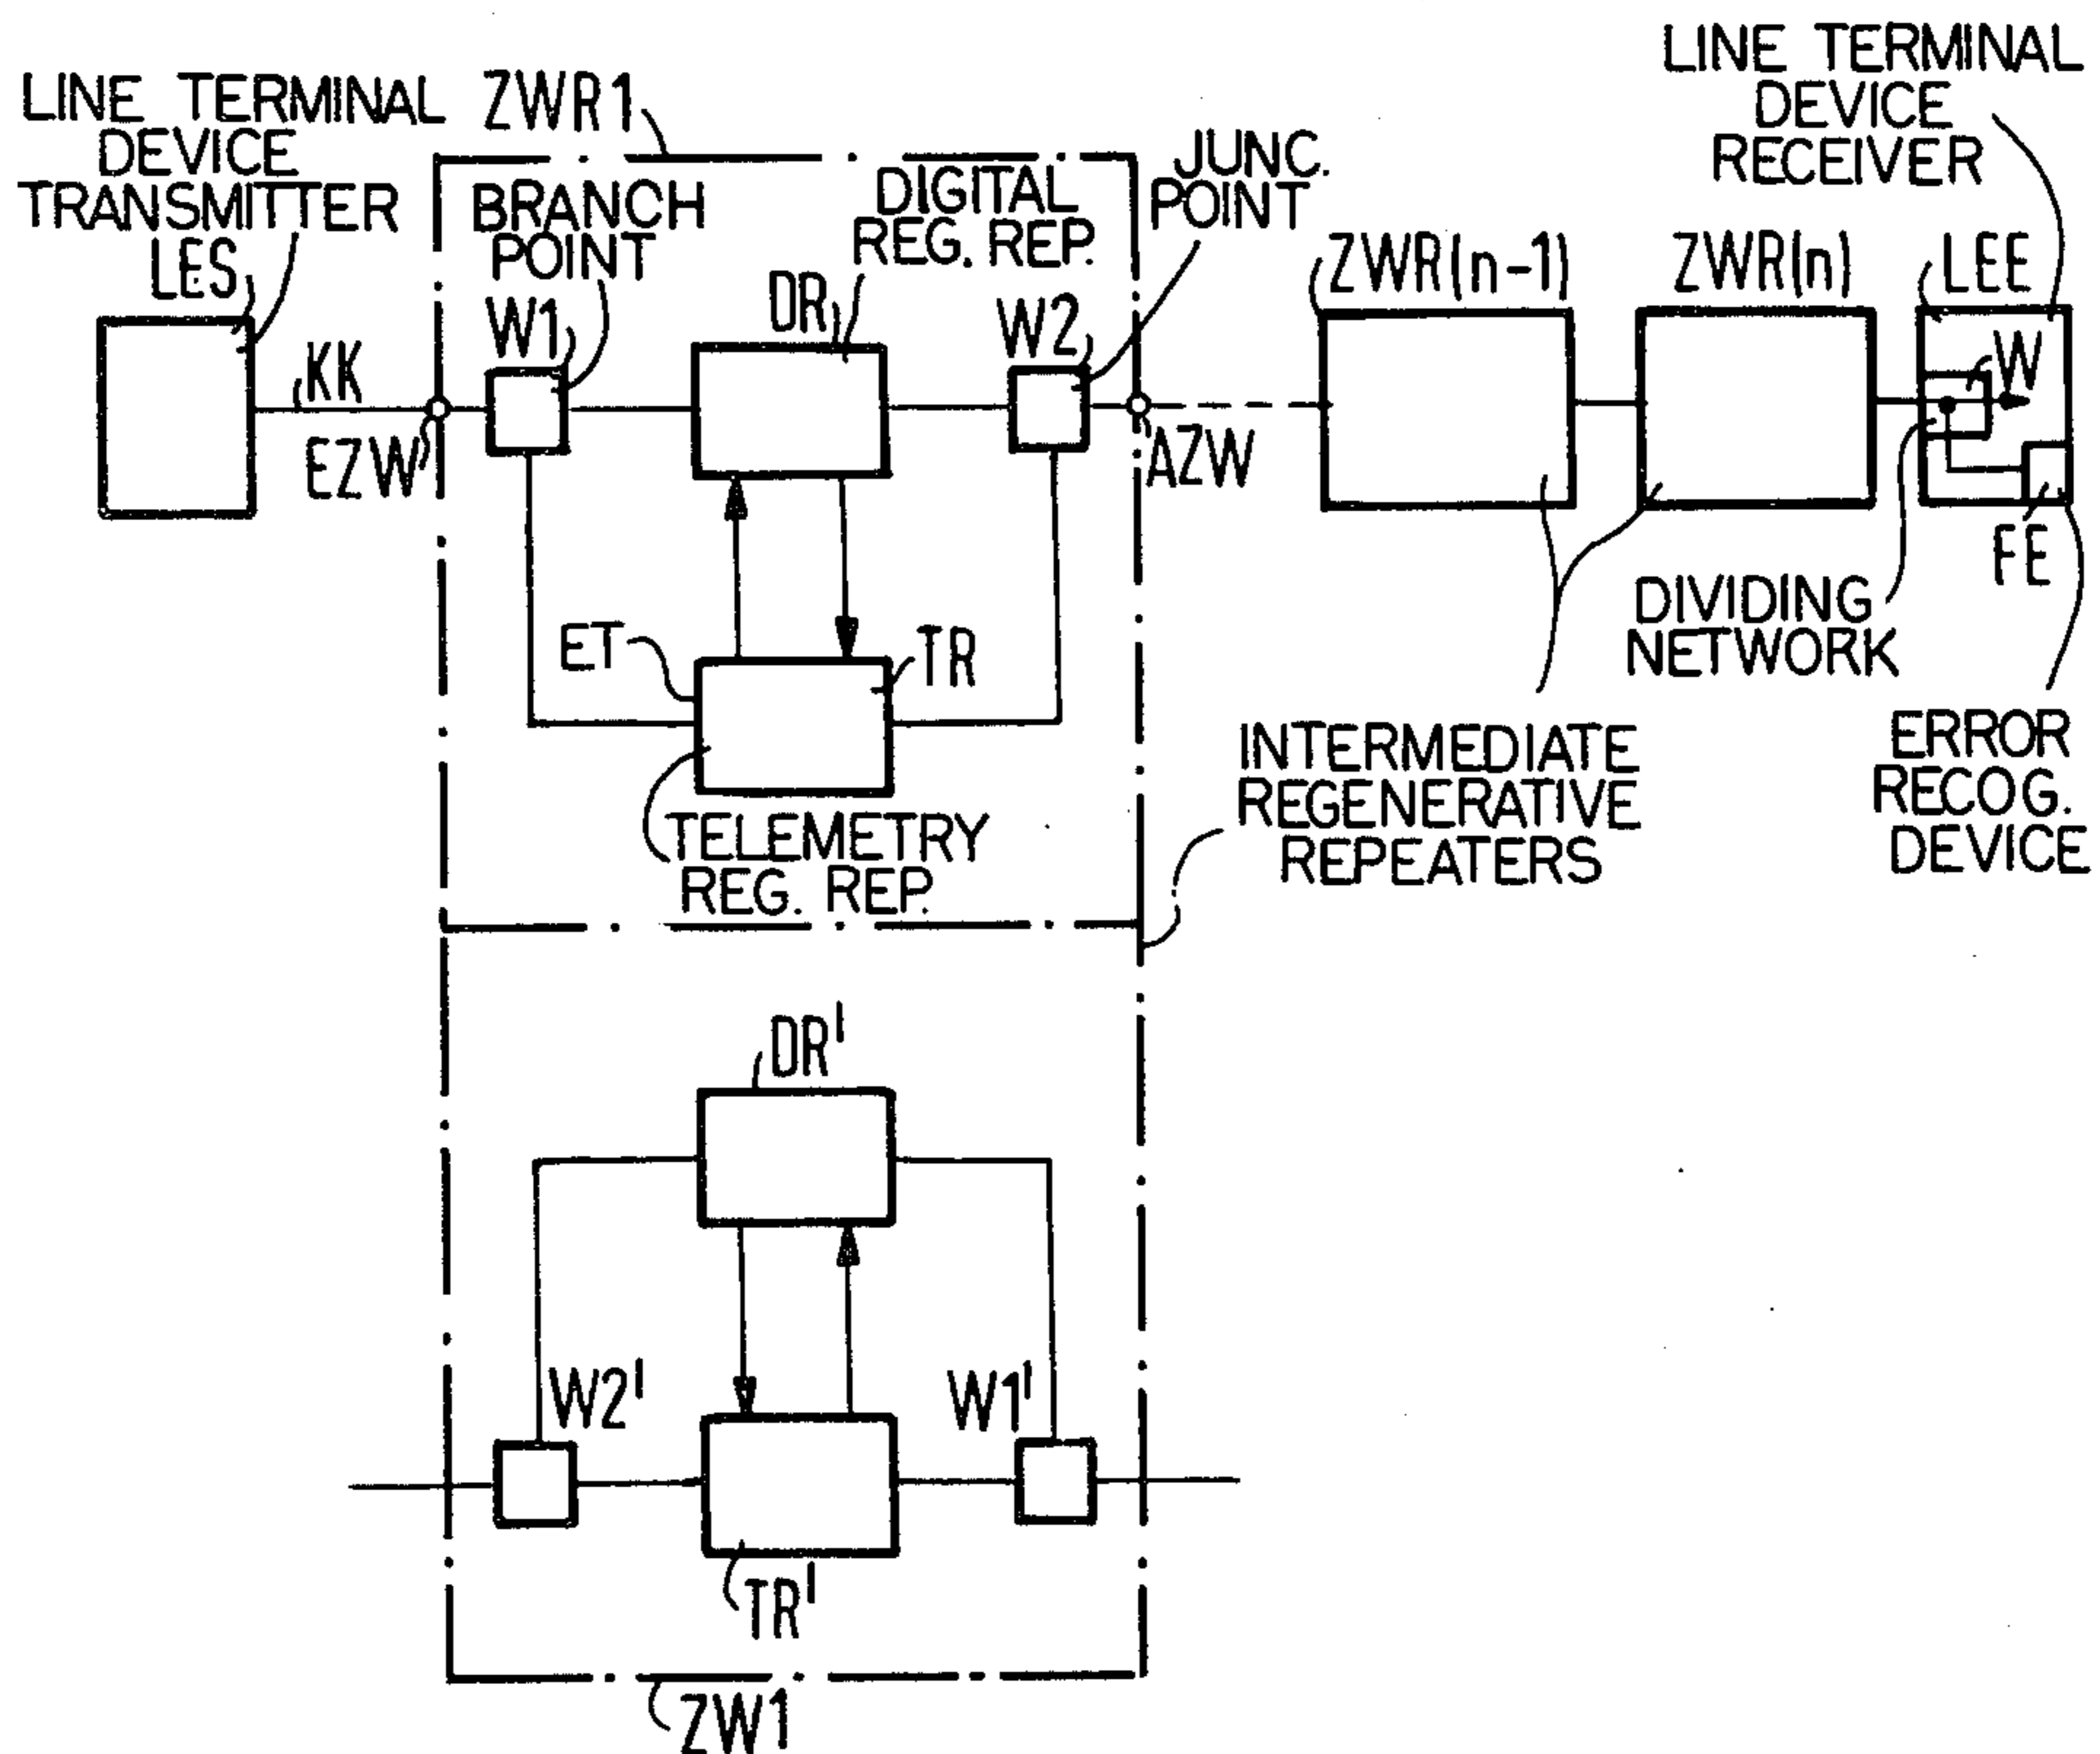 LINE TERMINAL
DEVICE
TRANSMITTER
LES
ZWR1
BRANCH
POINT
W1
DIGITAL
REG. REP.
DR
JUNC.
POINT
W2
KK
EZW
AZW
ZWR(n-1)
ZWR(n)
LINE TERMINAL
DEVICE
RECEIVER
LEE
W
FE
DIVIDING
NETWORK
ERROR
RECOG.
DEVICE
ET
TR
TELEMETRY
REG. REP.
INTERMEDIATE
REGENERATIVE
REPEATERS
DR'
W2'
W1'
TR'
ZW1